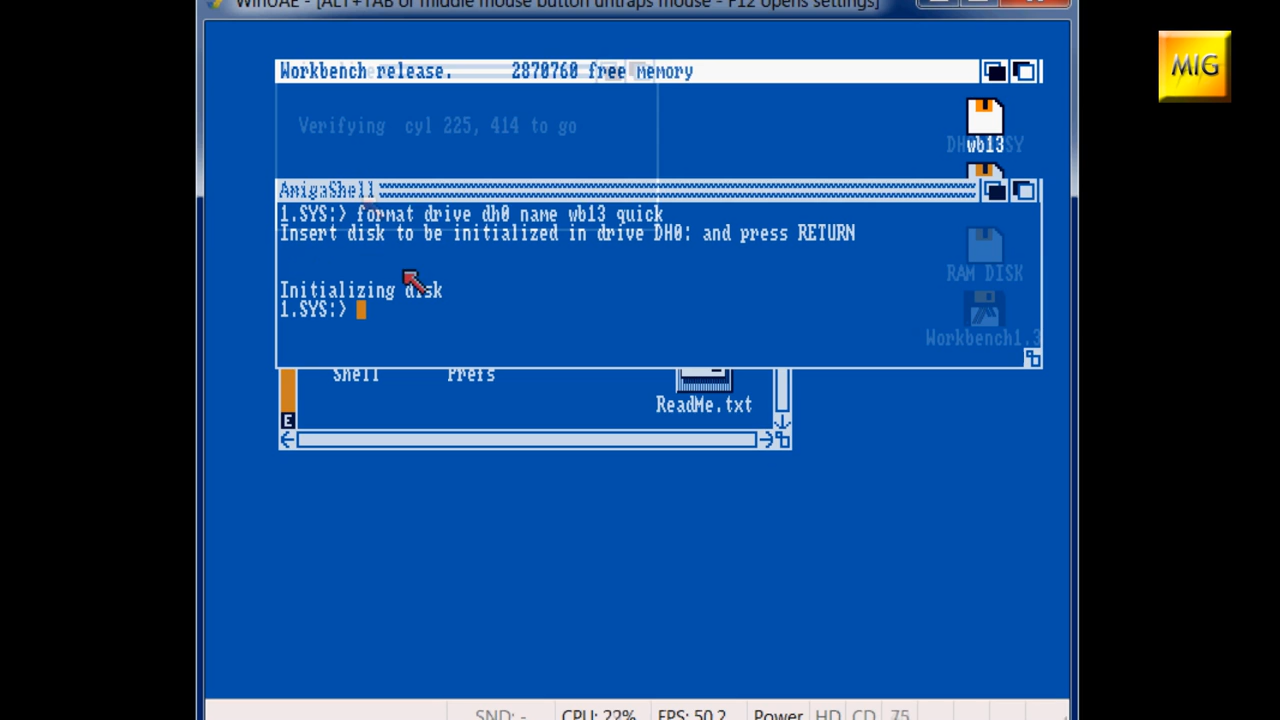 WinUAE - [ALT+TAB or middle mouse button untraps mouse - F12 opens settings]
MIG
Workbench release. 2870760 free memory
Verifying cyl 225, 414 to go
wb13
AmigaShell
1.SYS:> format drive dh0 name wb13 quick
Insert disk to be initialized in drive DH0: and press RETURN
RAM DISK
Initializing disk
1.SYS:>
Workbench1.3
Shell Prefs
ReadMe.txt
E
SND: - CPU: 22% FPS: 50.2 Power HD CD 75